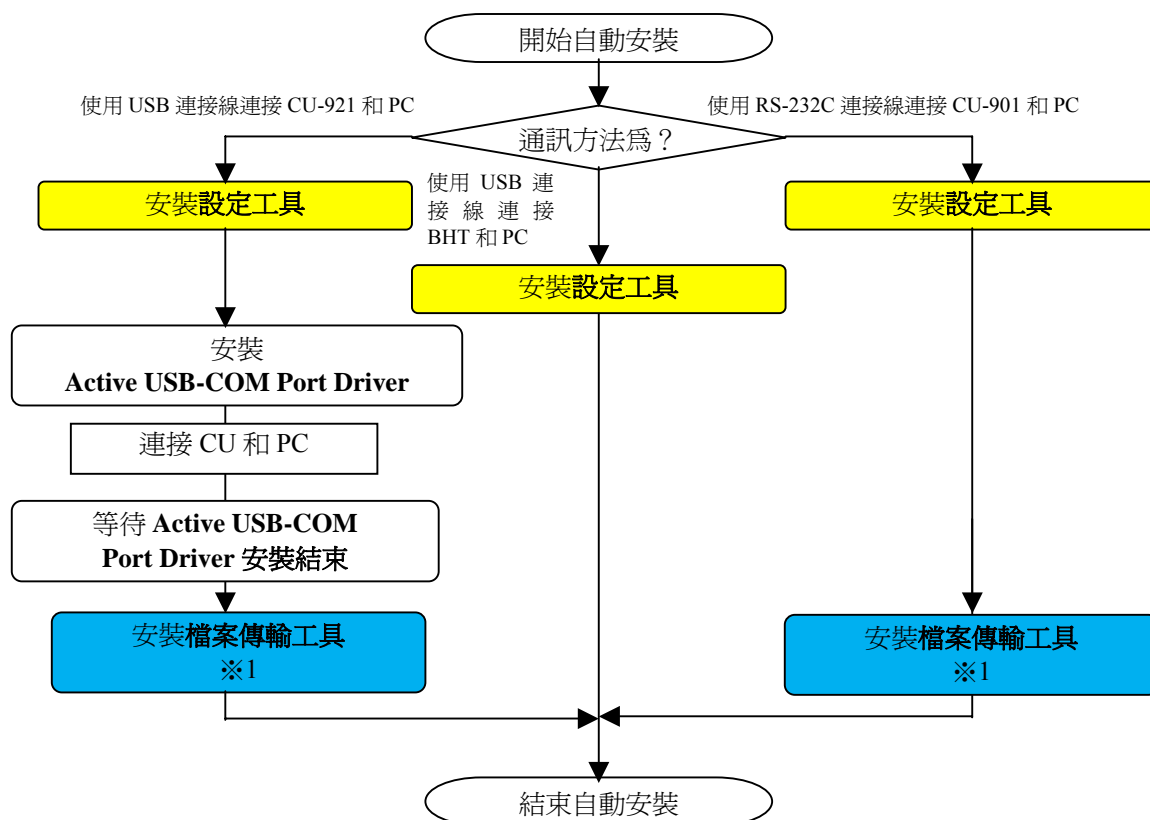 開始自動安裝
使用 USB 連接線連接 CU-921 和 PC
使用 RS-232C 連接線連接 CU-901 和 PC
通訊方法爲？
安裝設定工具
使用 USB 連
接線連接
BHT 和 PC
安裝設定工具
安裝設定工具
安裝
Active USB-COM Port Driver
連接 CU 和 PC
等待 Active USB-COM
Port Driver 安裝結束
安裝檔案傳輸工具
※1
安裝檔案傳輸工具
※1
結束自動安裝